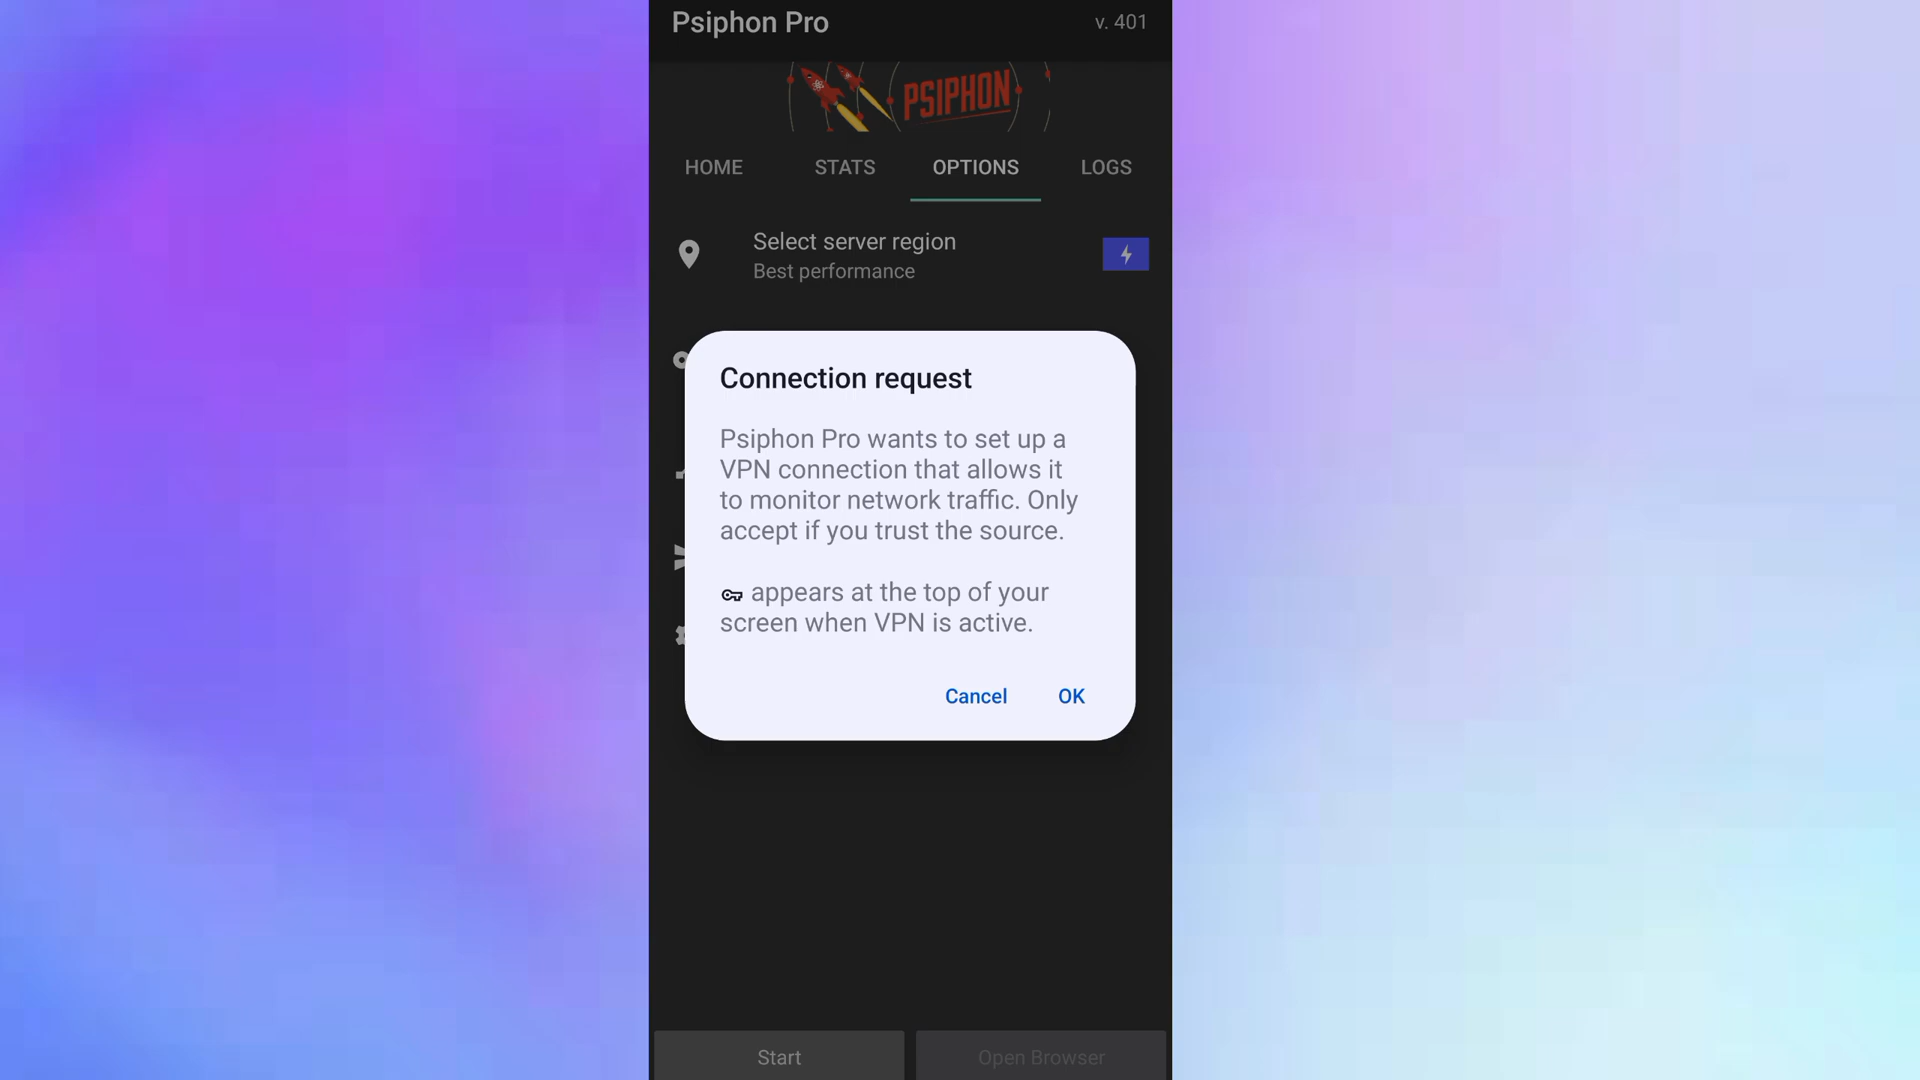 Psiphon Pro
v. 401
PSIPHON
HOME
STATS
OPTIONS
LOGS
Select server region
Best performance
Connection request
Psiphon Pro wants to set up a
VPN connection that allows it
to monitor network traffic. Only
accept if you trust the source.
appears at the top of your
screen when VPN is active.
Cancel
OK
Start
Open Browser